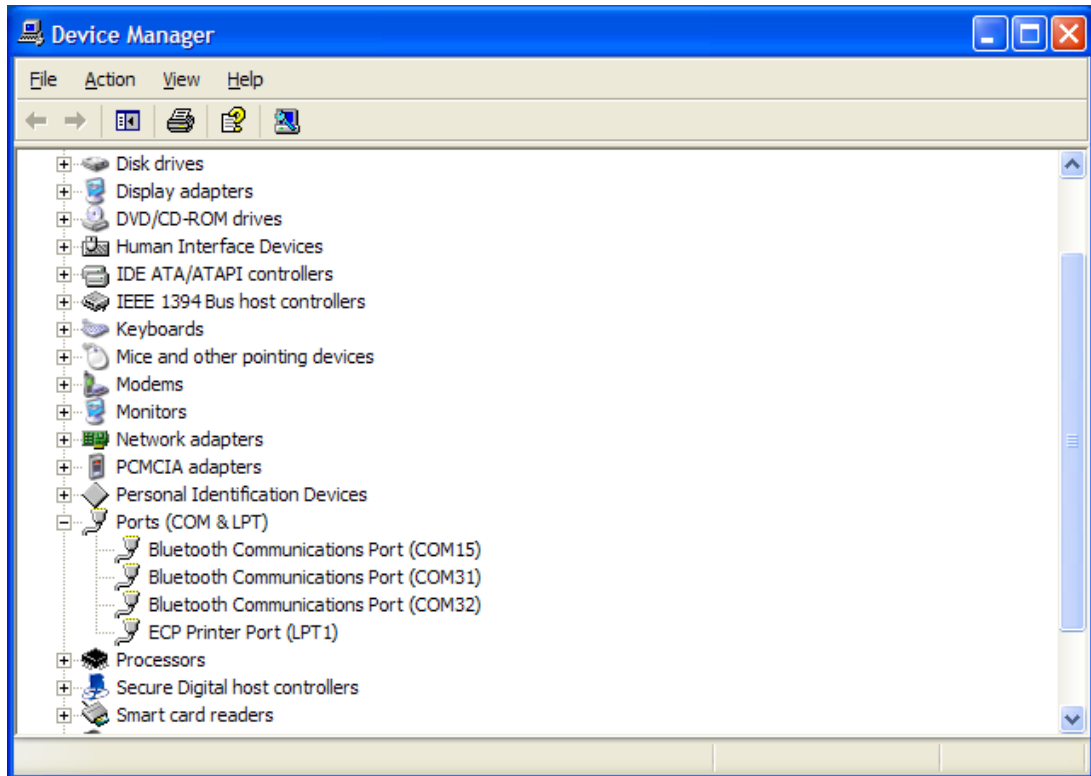 Device Manager
File Action View Help
Disk drives
Display adapters
DVD/CD-ROM drives
Human Interface Devices
IDE ATA/ATAPI controllers
IEEE 1394 Bus host controllers
Keyboards
Mice and other pointing devices
Modems
Monitors
Network adapters
PCMCIA adapters
Personal Identification Devices
Ports (COM & LPT)
Bluetooth Communications Port (COM15)
Bluetooth Communications Port (COM31)
Bluetooth Communications Port (COM32)
ECP Printer Port (LPT1)
Processors
Secure Digital host controllers
Smart card readers